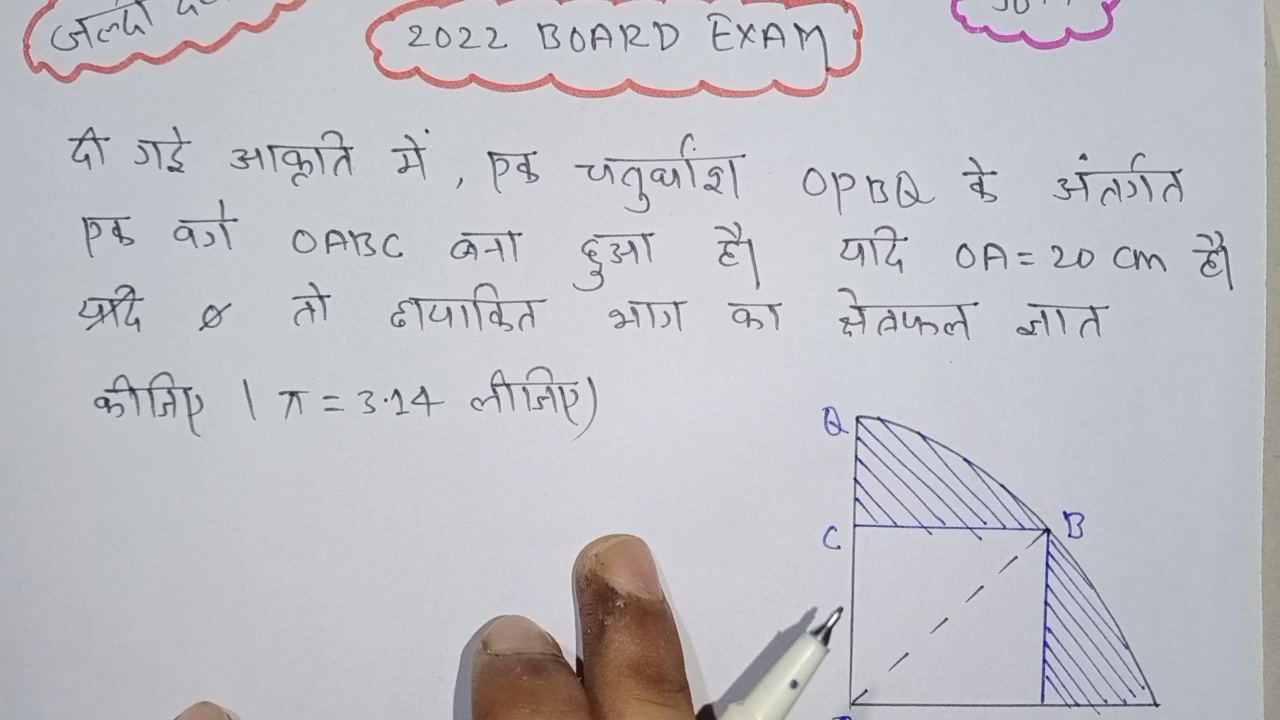 जल्दी
2022 BOARD EXAM
दी गई आकृति में, एक चतुर्थांश OPBQ के अंतर्गत
एक वर्ग OABC बना हुआ है। यदि OA = 20 cm है।
यदि तो छायांकित भाग का क्षेत्रफल ज्ञात
कीजिए ( π = 3.14 लीजिए)
Q
C
B